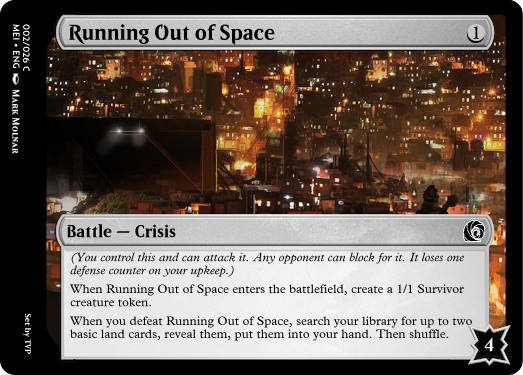 Running Out of Space
1
Battle — Crisis
(You control this and can attack it. Any opponent can block for it. It loses one
defense counter on your upkeep.)
When Running Out of Space enters the battlefield, create a 1/1 Survivor
creature token.
When you defeat Running Out of Space, search your library for up to two
basic land cards, reveal them, put them into your hand. Then shuffle.
4
002/026 C
MEI • ENG Mark Molnar
Set by TVP